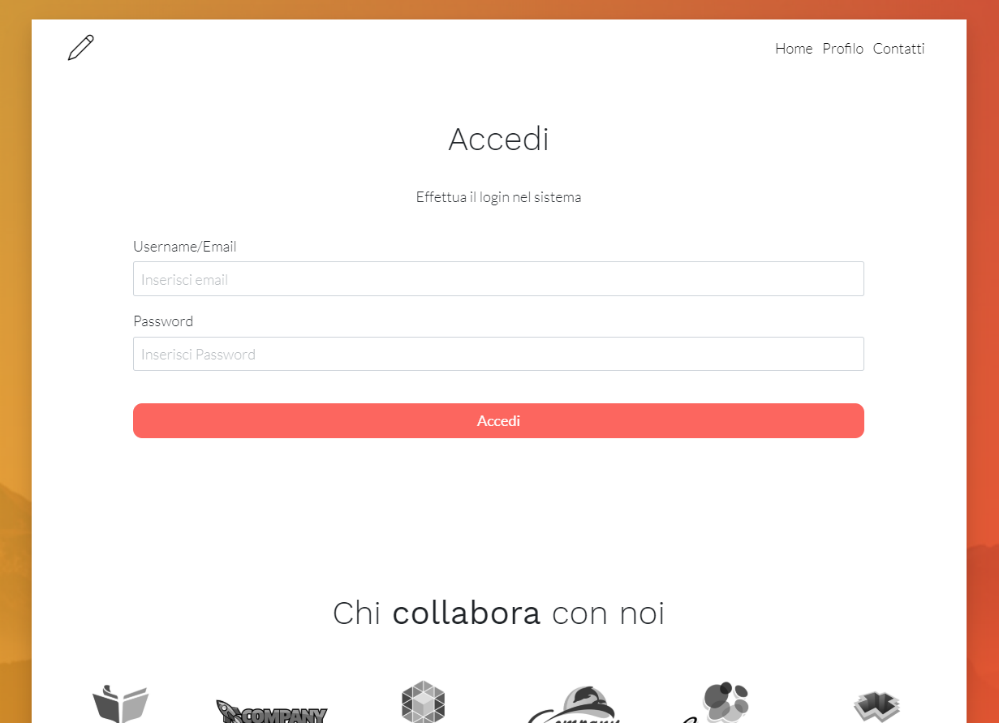 Home Profilo Contatti
Accedi
Effettua il login nel sistema
Username/Email
Inserisci email
Password
Inserisci Password
Accedi
Chi collabora con noi
COMPANY
Company